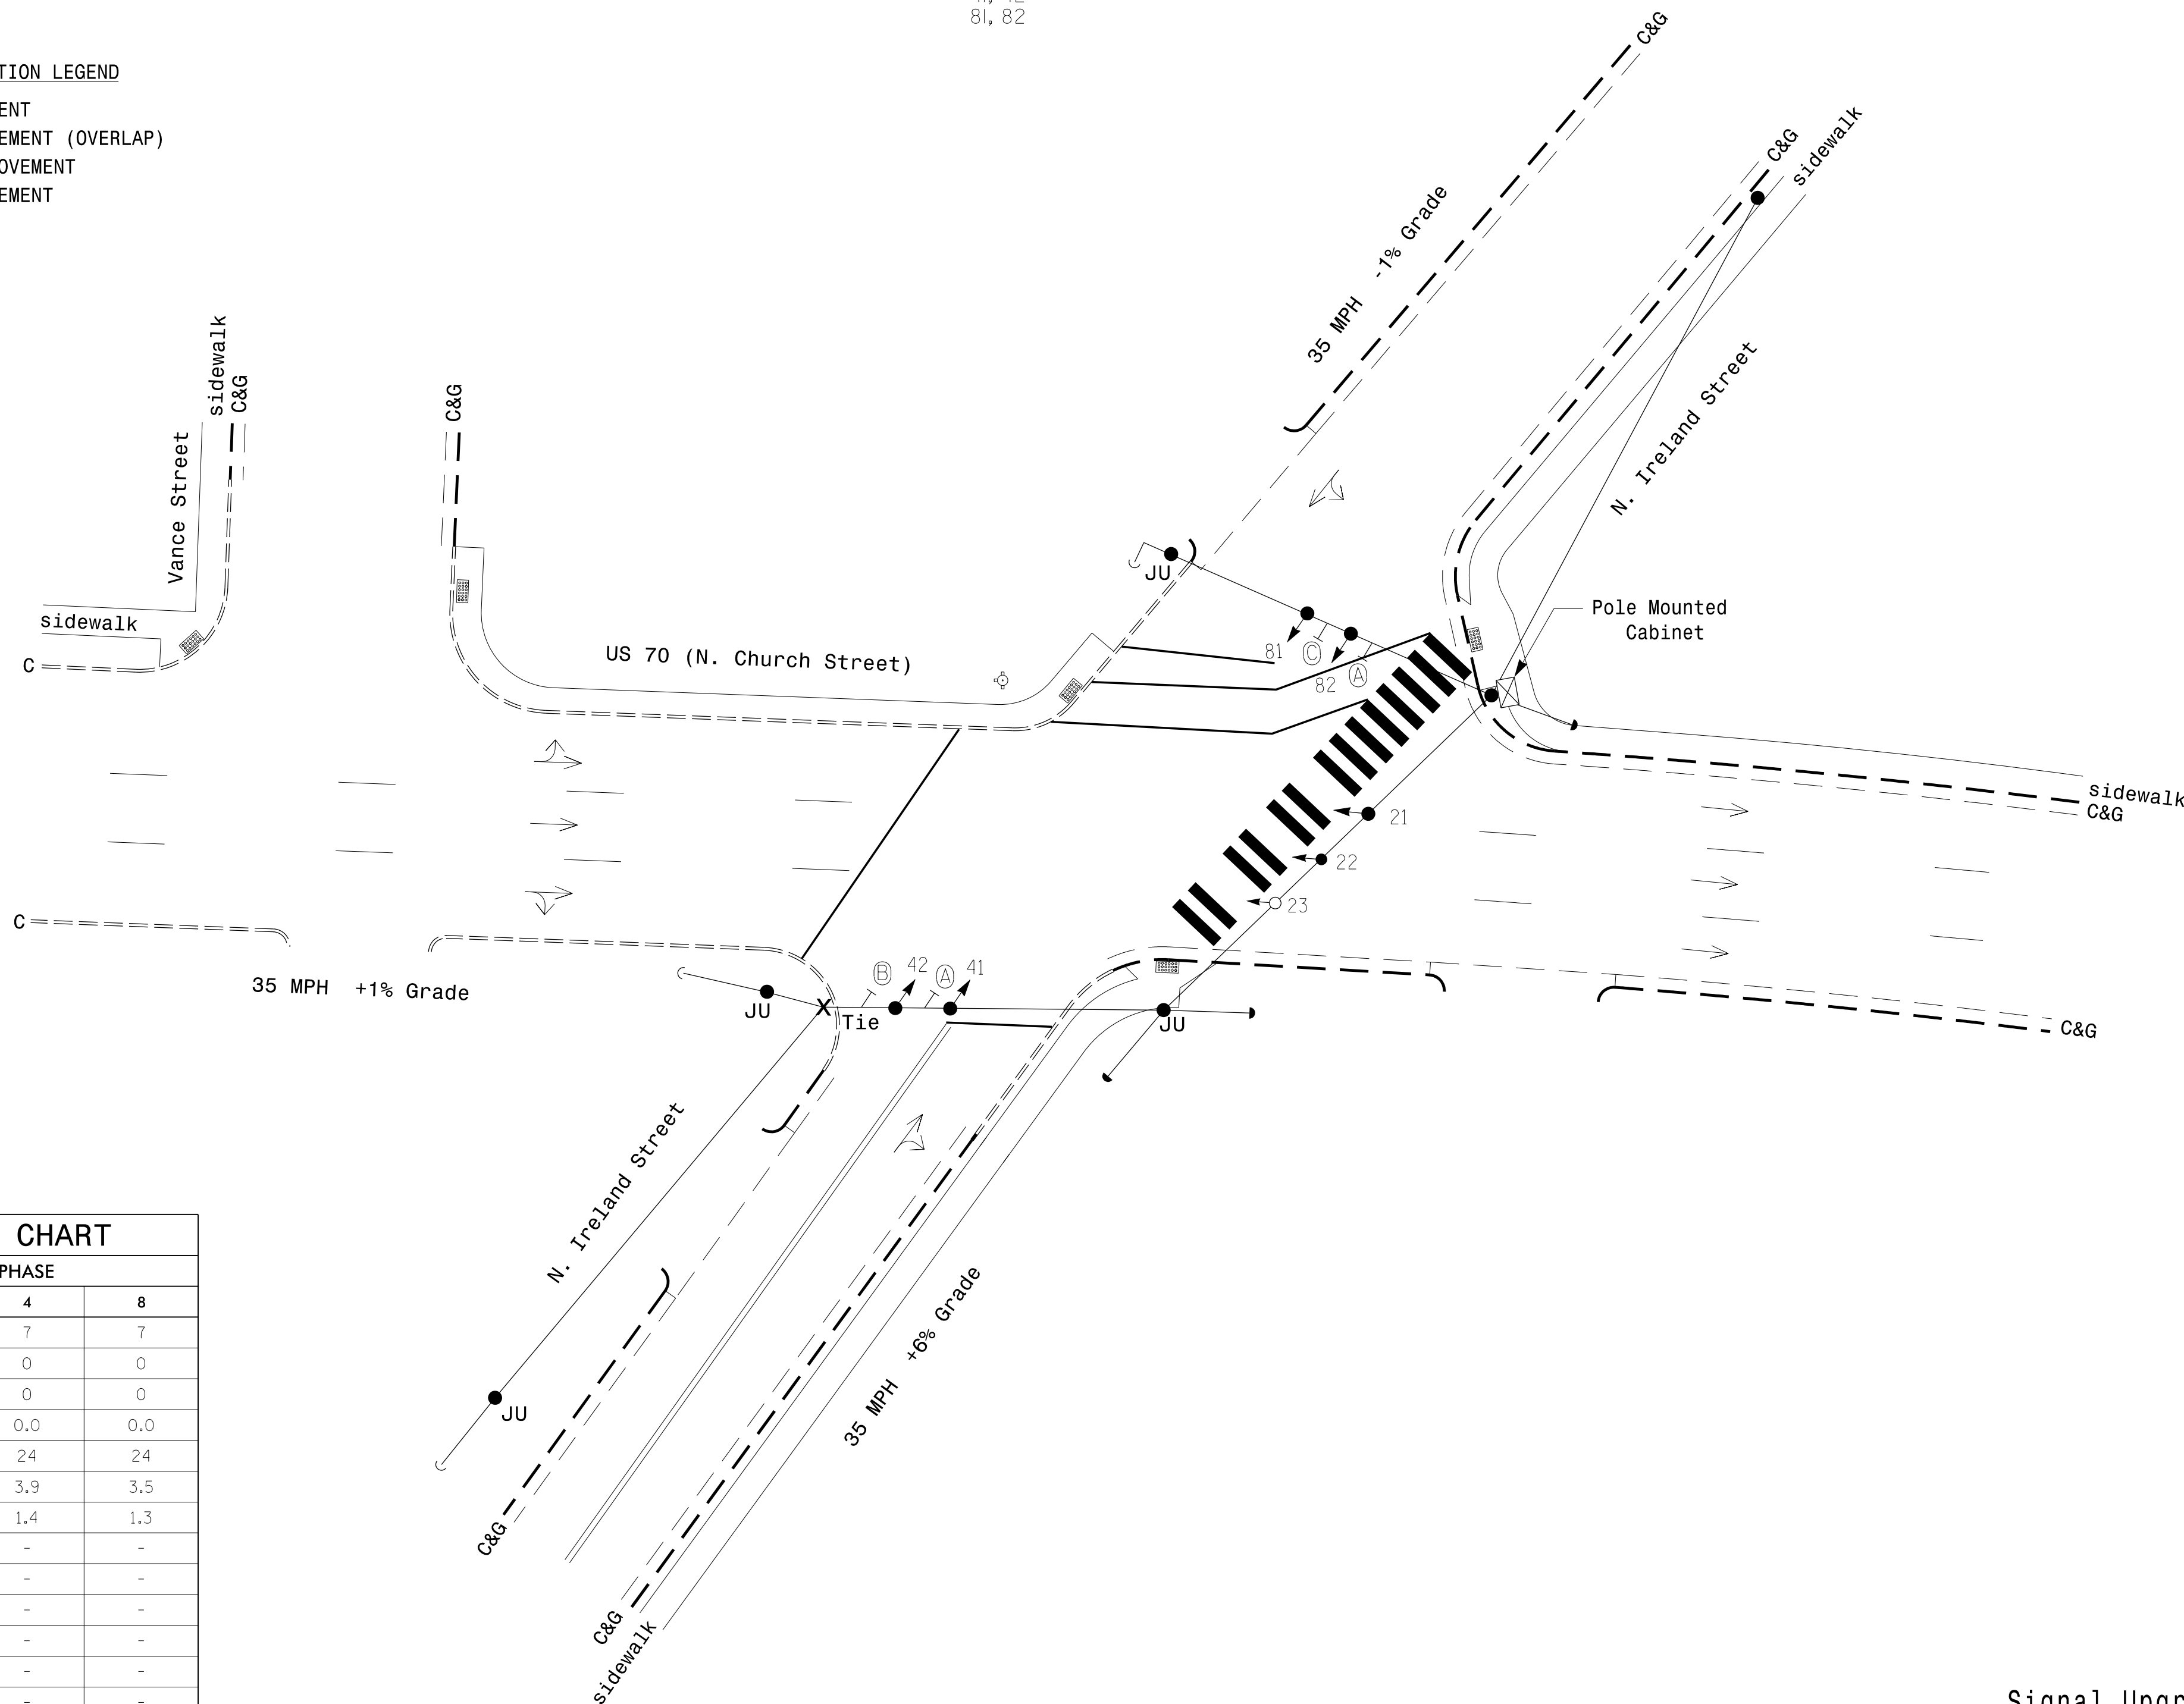 81, 82
TION LEGEND
ENT
EMENT (OVERLAP)
OVEMENT
EMENT
C&G
C&G
sidewalk
35 MPH -1% Grade
N. Ireland Street
sidewalk
C&G
C&G
Vance Street
sidewalk
C
US 70 (N. Church Street)
JU
81
C
82
A
Pole Mounted
Cabinet
sidewalk
C&G
21
22
23
C
35 MPH +1% Grade
B
42
A
41
JU
Tie
JU
C&G
N. Ireland Street
35 MPH +6% Grade
JU
C&G
C&G
sidewalk
CHART
PHASE
4 8
7 7
0 0
0 0
0.0 0.0
24 24
3.9 3.5
1.4 1.3
- -
- -
- -
- -
- -
- -
Signal Upgr